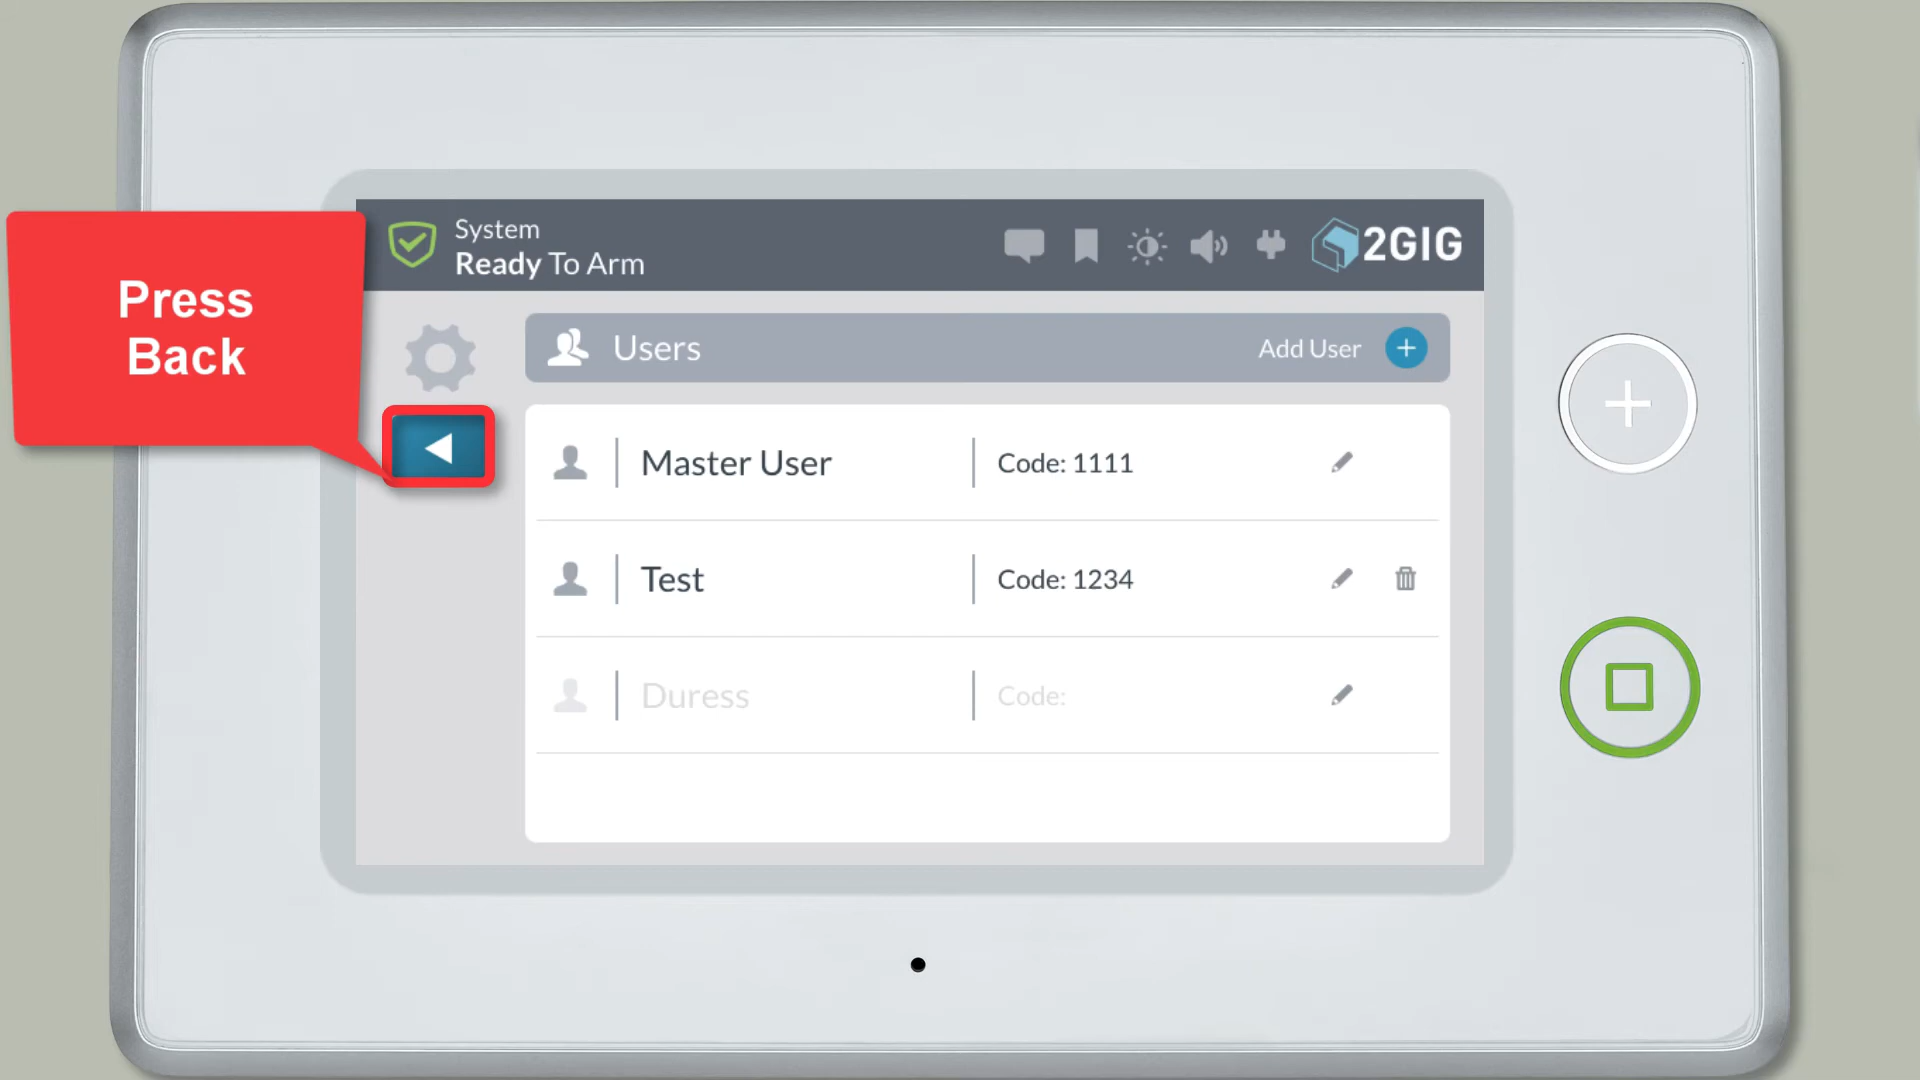 System
Ready To Arm
2GIG
Press
Back
Users
Add User
Master User
Code: 1111
Test
Code: 1234
Duress
Code: